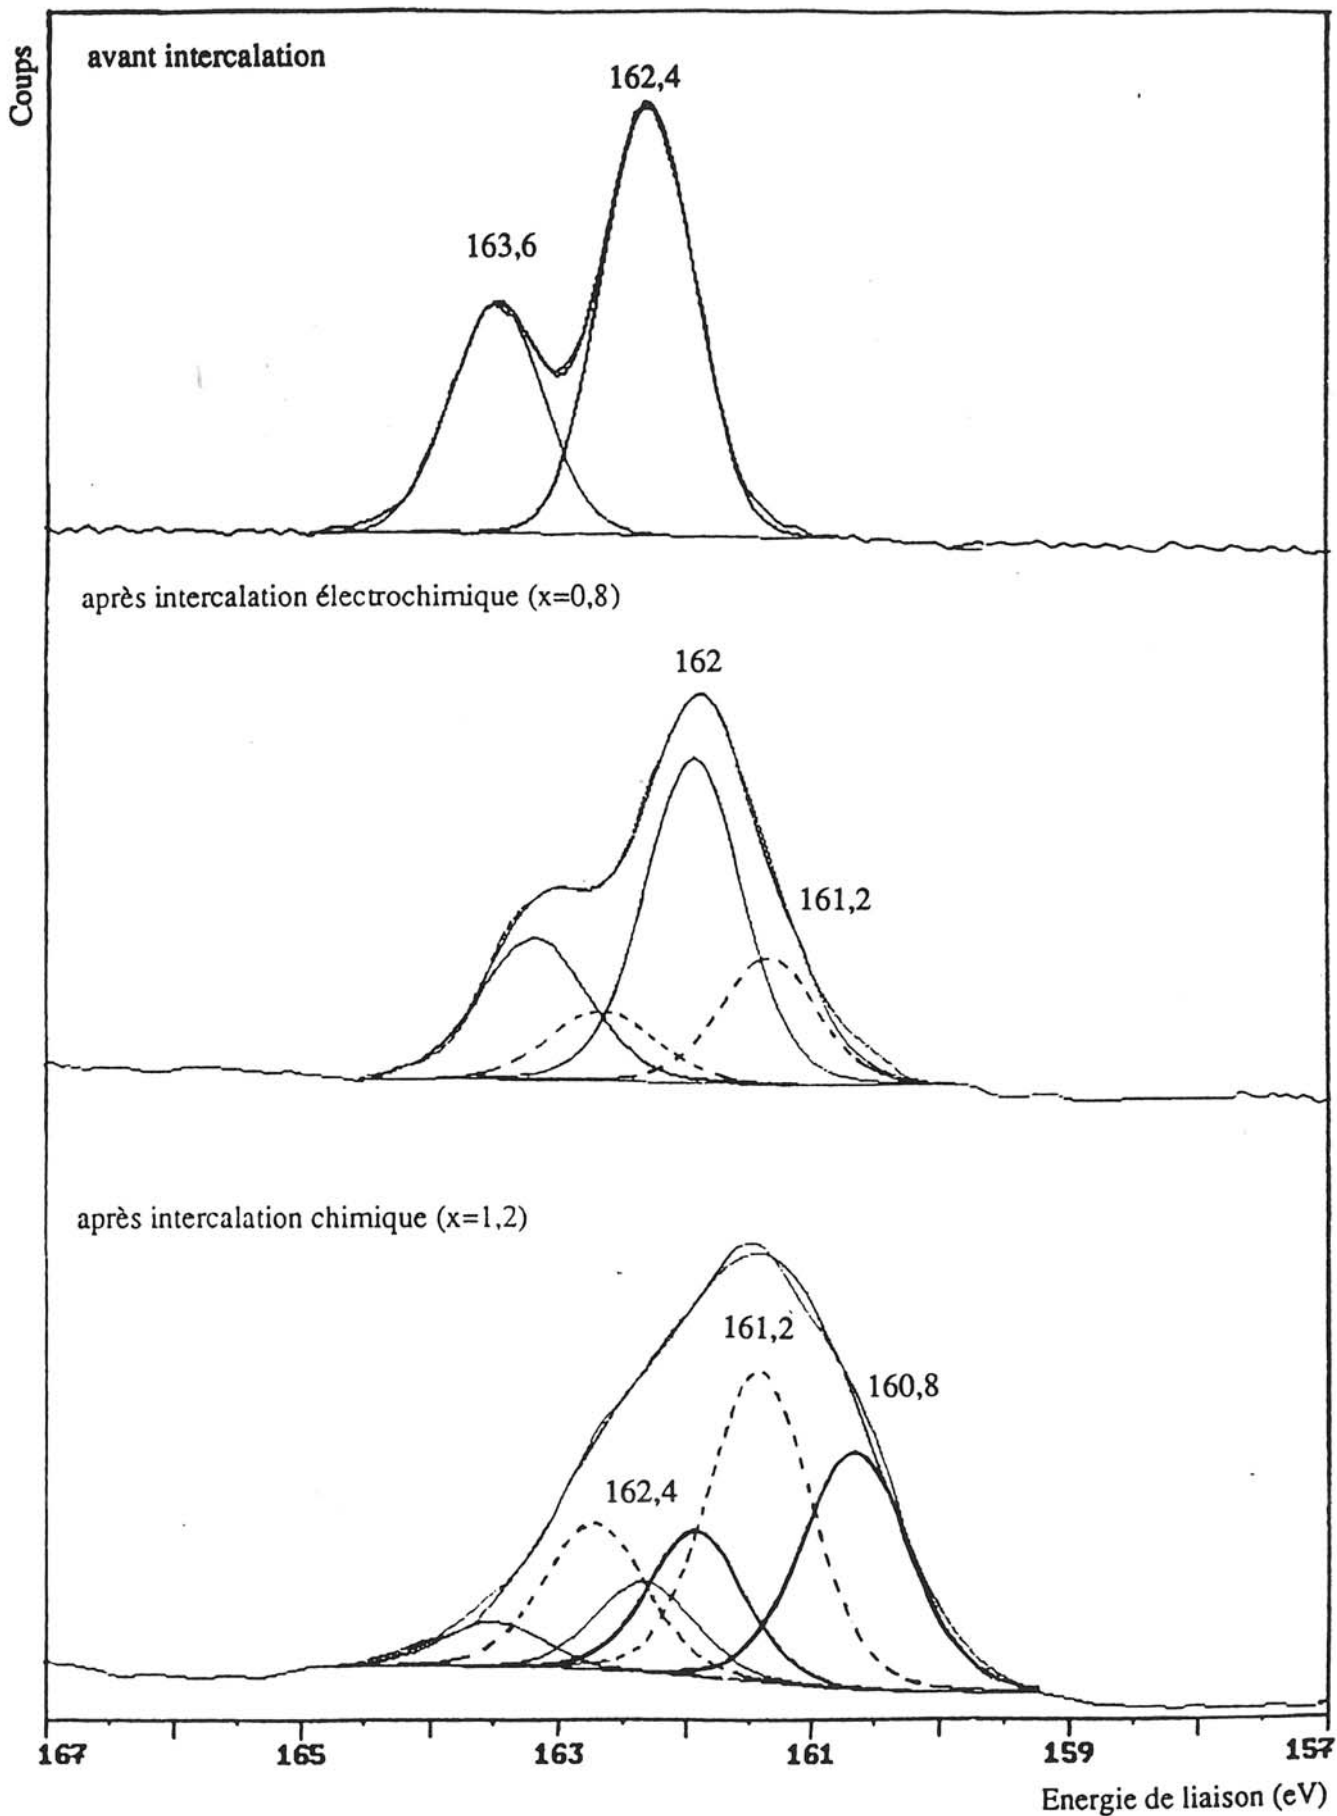 Coups
avant intercalation
162,4
163,6
après intercalation électrochimique (x=0,8)
162
161,2
après intercalation chimique (x=1,2)
161,2
160,8
162,4
167 165 163 161 159 157
Energie de liaison (eV)